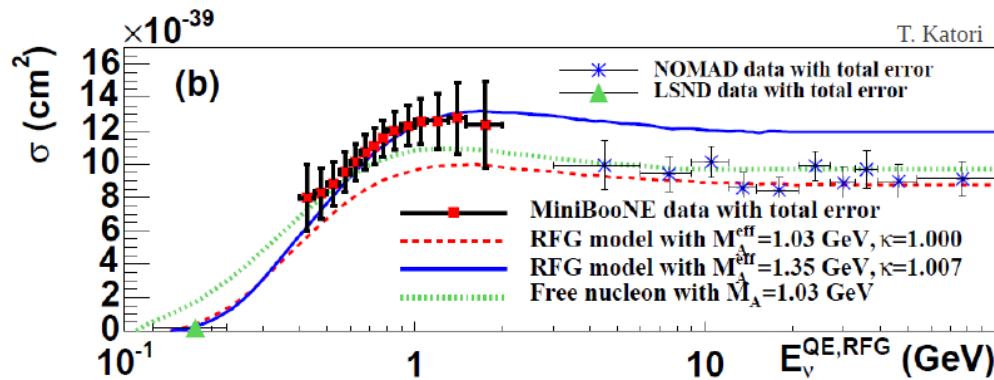 ×10⁻³⁹
T. Katori
σ (cm²)
(b)
NOMAD data with total error
LSND data with total error
MiniBooNE data with total error
RFG model with M_A^eff=1.03 GeV, κ=1.000
RFG model with M_A^eff=1.35 GeV, κ=1.007
Free nucleon with M_A=1.03 GeV
16
14
12
10
8
6
4
2
0
10⁻¹ 1 10 E_ν^QE,RFG (GeV)